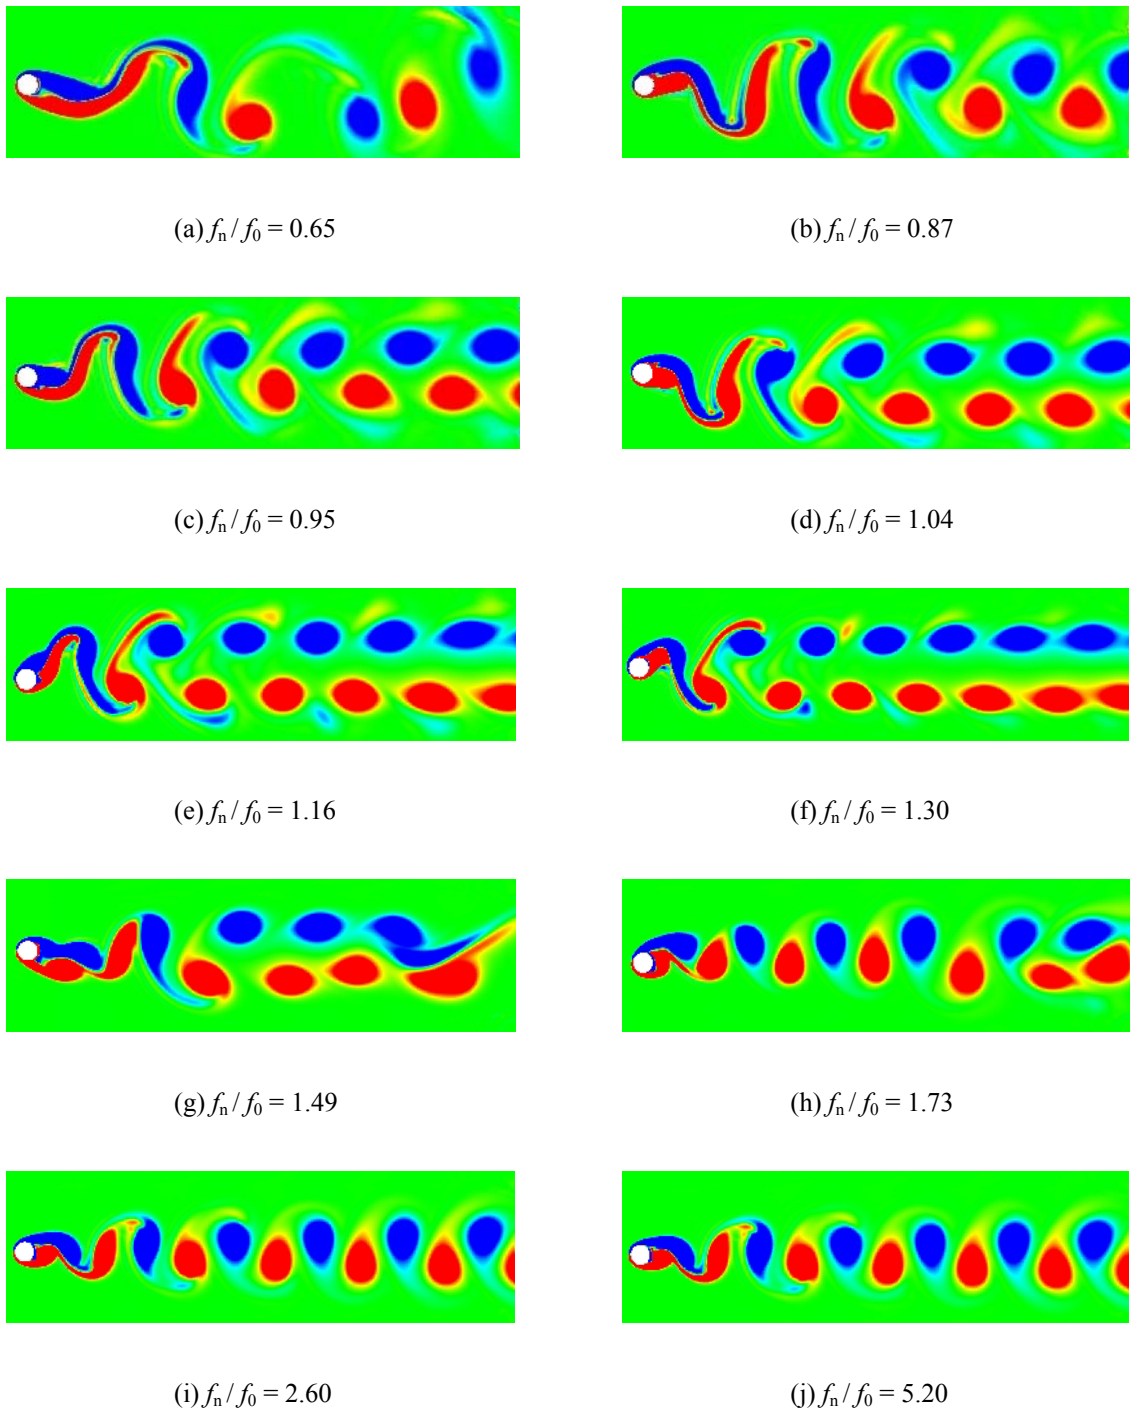 (a) fn / f0 = 0.65
(b) fn / f0 = 0.87
(c) fn / f0 = 0.95
(d) fn / f0 = 1.04
(e) fn / f0 = 1.16
(f) fn / f0 = 1.30
(g) fn / f0 = 1.49
(h) fn / f0 = 1.73
(i) fn / f0 = 2.60
(j) fn / f0 = 5.20